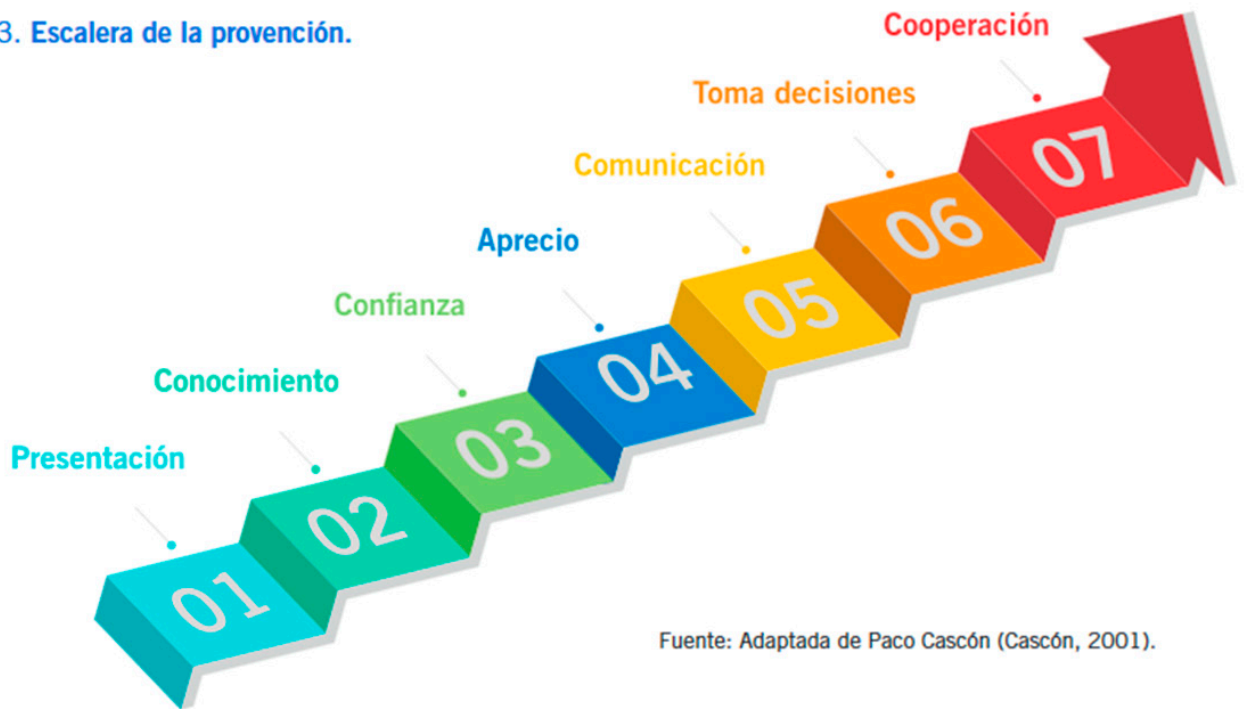 3. Escalera de la provención.
Cooperación
Toma decisiones
Comunicación
Aprecio
Confianza
Conocimiento
Presentación
07
06
05
04
03
02
01
Fuente: Adaptada de Paco Cascón (Cascón, 2001).